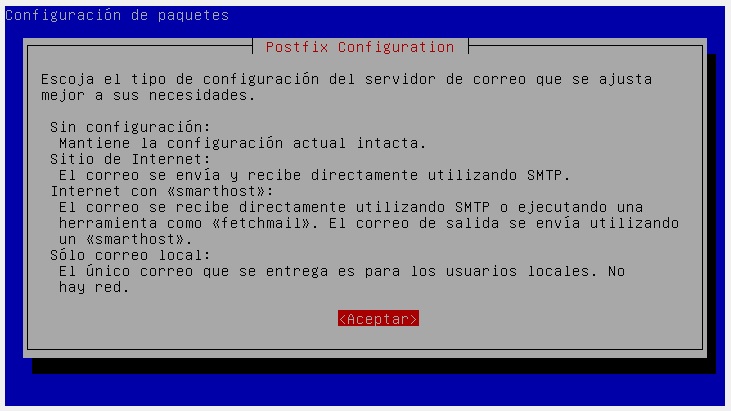 Configuración de paquetes
Postfix Configuration
Escoja el tipo de configuración del servidor de correo que se ajusta
mejor a sus necesidades.
Sin configuración:
Mantiene la configuración actual intacta.
Sitio de Internet:
El correo se envía y recibe directamente utilizando SMTP.
Internet con «smarthost»:
El correo se recibe directamente utilizando SMTP o ejecutando una
herramienta como «fetchmail». El correo de salida se envía utilizando
un «smarthost».
Sólo correo local:
El único correo que se entrega es para los usuarios locales. No
hay red.
<Aceptar>